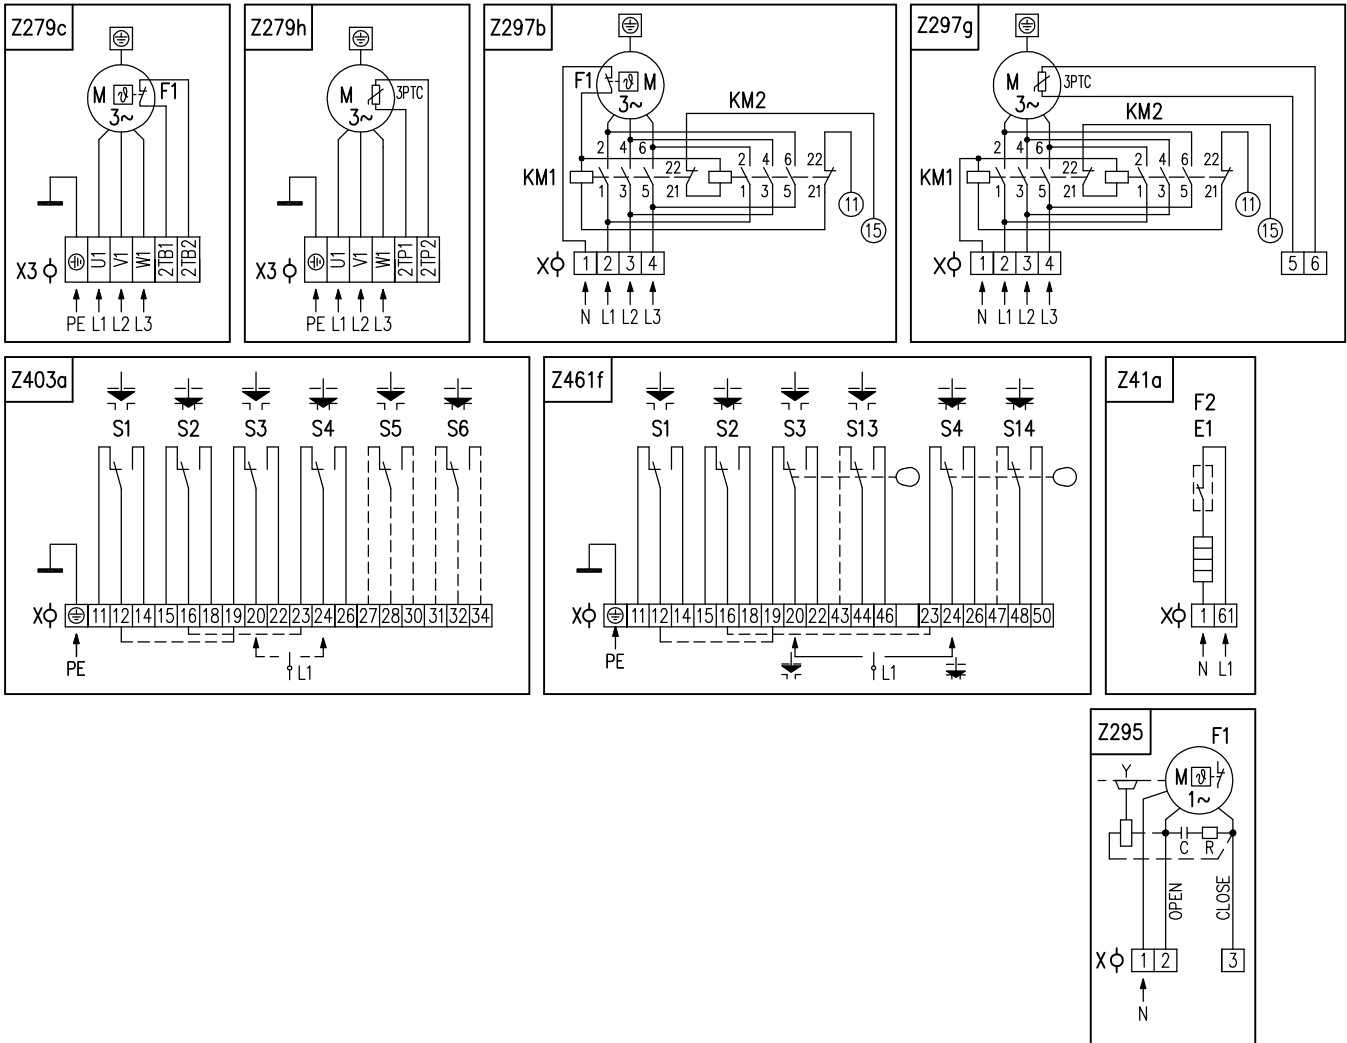 Z279c
F1
M
ϑ
3~
X3
U1
V1
W1
2TB1
2TB2
PE L1 L2 L3
Z279h
M
3PTC
3~
X3
U1
V1
W1
2TP1
2TP2
PE L1 L2 L3
Z297b
F1 ϑ M
3~
KM2
2 4 6 22 2 4 6 22
KM1
1 3 5 21 1 3 5 21
11
15
X 1 2 3 4
N L1 L2 L3
Z297g
M 3PTC
3~
KM2
2 4 6 22 2 4 6 22
KM1
1 3 5 21 1 3 5 21
11
15
X 1 2 3 4 5 6
N L1 L2 L3
Z403a
S1 S2 S3 S4 S5 S6
X 11 12 14 15 16 18 19 20 22 23 24 26 27 28 30 31 32 34
PE L1
Z461f
S1 S2 S3 S13 S4 S14
X 11 12 14 15 16 18 19 20 22 43 44 46 23 24 26 47 48 50
PE L1
Z41a
F2
E1
X 1 61
N L1
Z295
F1
Y
M ϑ
1~
C R
OPEN
CLOSE
X 1 2 3
N